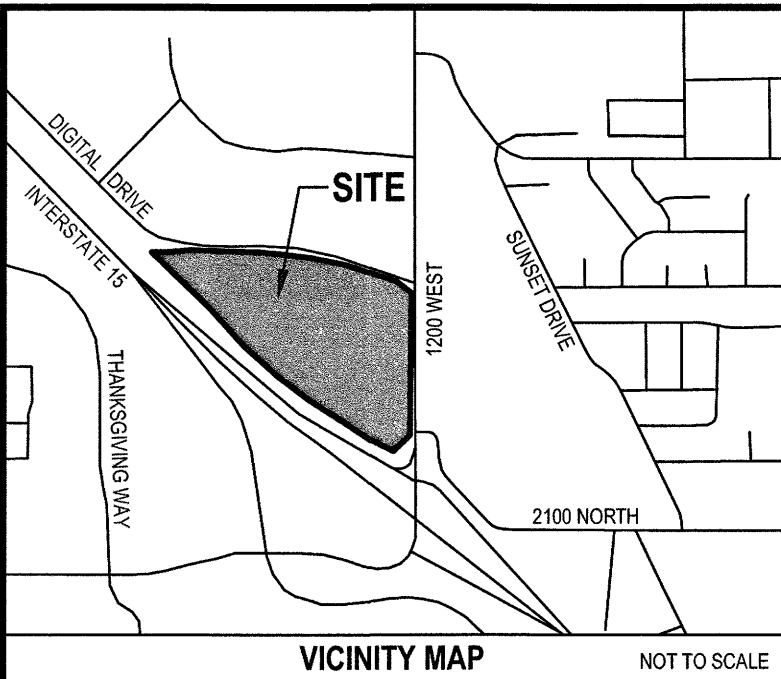 DIGITAL DRIVE
SITE
INTERSTATE 15
1200 WEST
SUNSET DRIVE
THANKSGIVING WAY
2100 NORTH
VICINITY MAP
NOT TO SCALE